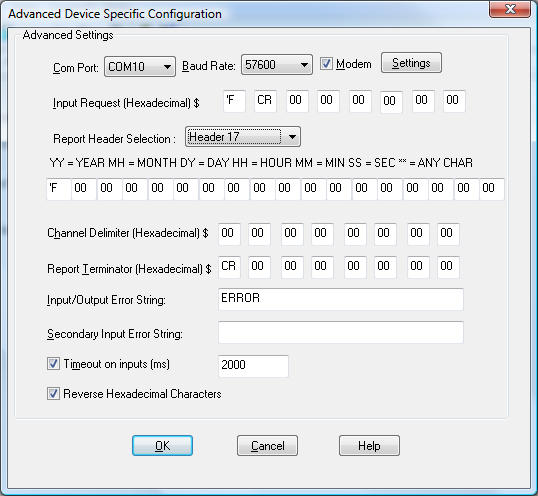 Advanced Device Specific Configuration
Advanced Settings
Com Port: COM10 Baud Rate: 57600 Modem Settings
Input Request (Hexadecimal) $ 'F CR 00 00 00 00 00 00
Report Header Selection : Header 17
YY = YEAR MH = MONTH DY = DAY HH = HOUR MM = MIN SS = SEC ** = ANY CHAR
'F 00 00 00 00 00 00 00 00 00 00 00 00 00 00 00 00 00 00
Channel Delimiter (Hexadecimal) $ 00 00 00 00 00 00 00 00
Report Terminator (Hexadecimal) $ CR 00 00 00 00 00 00 00
Input/Output Error String: ERROR
Secondary Input Error String:
Timeout on inputs (ms) 2000
Reverse Hexadecimal Characters
OK Cancel Help